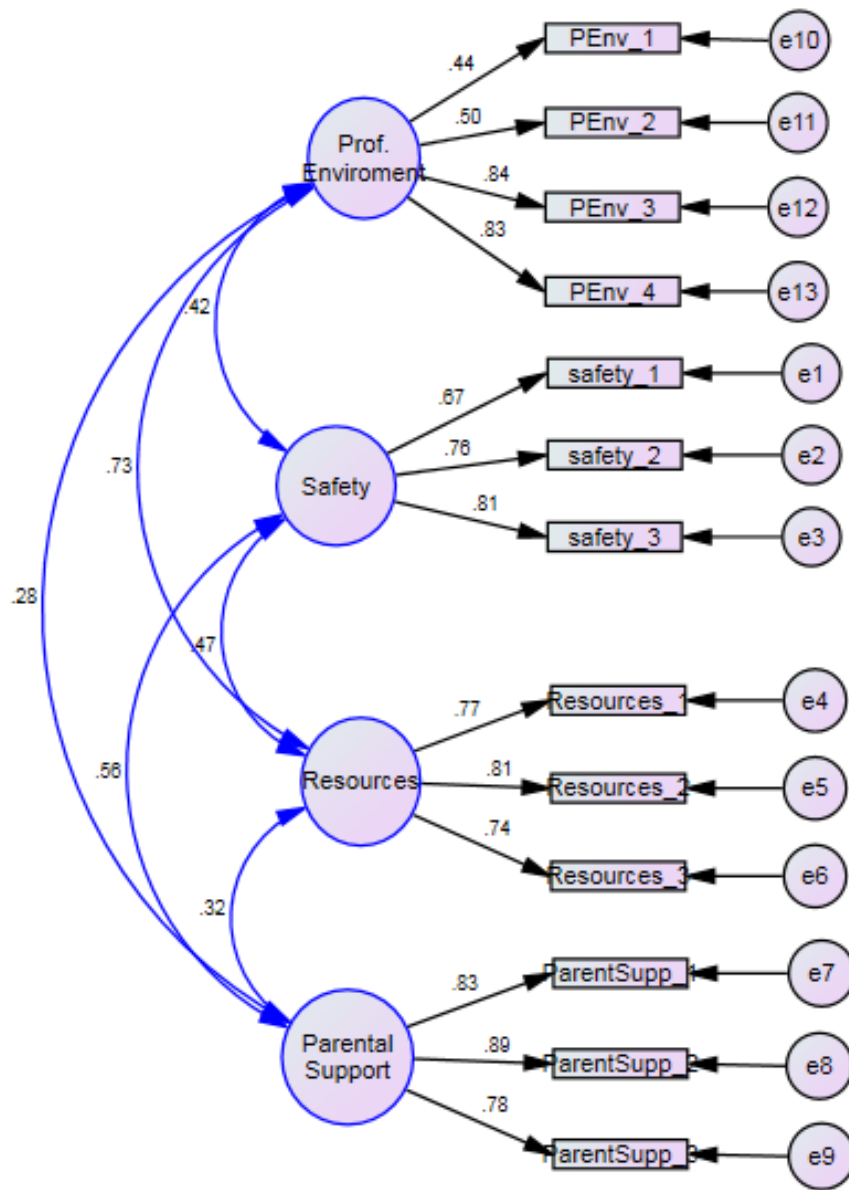 PEnv_1
e10
.44
PEnv_2
e11
.50
Prof.
Enviroment
.84
PEnv_3
e12
.83
PEnv_4
e13
.42
safety_1
e1
.67
safety_2
e2
.76
Safety
.81
safety_3
e3
.73
.28
.47
Resources_1
e4
.77
Resources
.81
Resources_2
e5
.74
Resources_3
e6
.56
.32
ParentSupp_1
e7
.83
Parental
Support
.89
ParentSupp_2
e8
.78
ParentSupp_3
e9